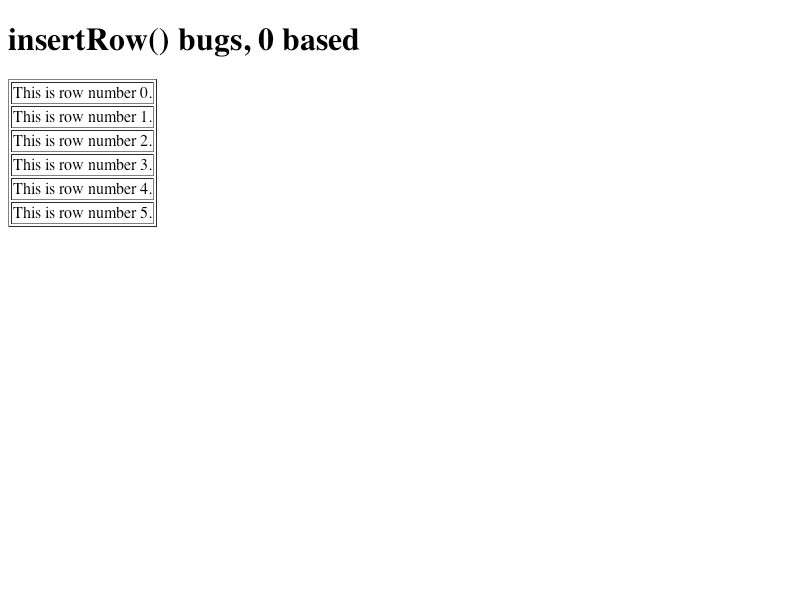 insertRow() bugs, 0 based
This is row number 0.
This is row number 1.
This is row number 2.
This is row number 3.
This is row number 4.
This is row number 5.